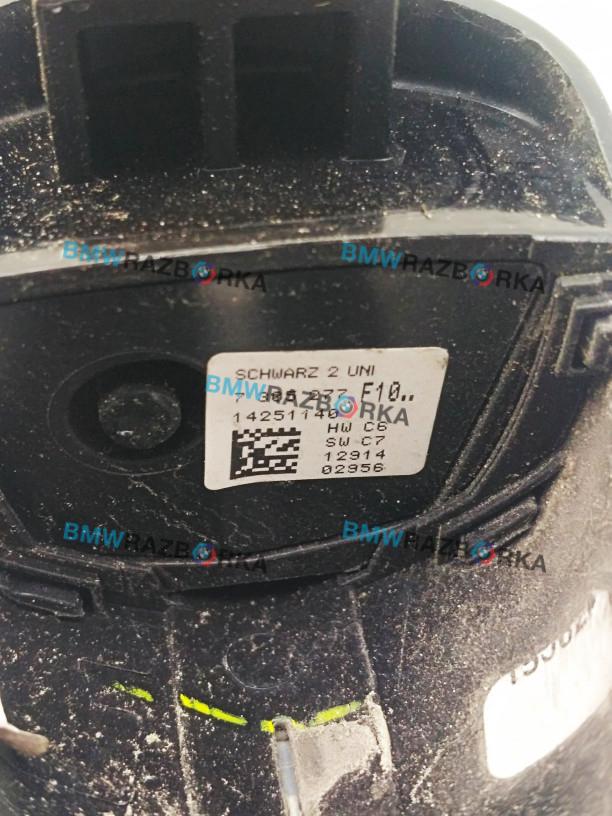 BMWRAZBORKA BMWRAZBORKA
SCHWARZ 2 UNI
F10..
BMWRAZBORKA
14251140
HW C6
SW C7
12914
02956
BMWRAZBORKA BMWRAZBORKA